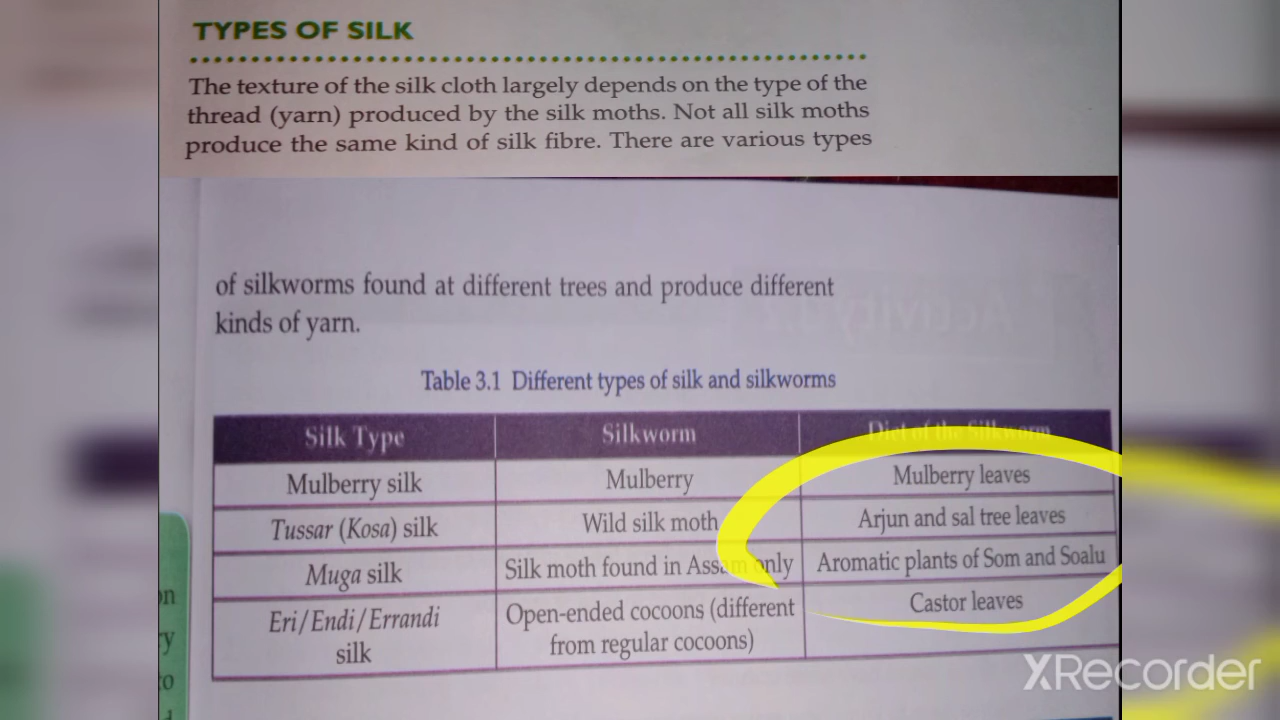 TYPES OF SILK
The texture of the silk cloth largely depends on the type of the
thread (yarn) produced by the silk moths. Not all silk moths
produce the same kind of silk fibre. There are various types
of silkworms found at different trees and produce different
kinds of yarn.
Table 3.1 Different types of silk and silkworms
Silk Type Silkworm Diet of the Silkworm
Mulberry silk Mulberry Mulberry leaves
Tussar (Kosa) silk Wild silk moth Arjun and sal tree leaves
Muga silk Silk moth found in Assam only Aromatic plants of Som and Soalu
Eri/Endi/Errandi Open-ended cocoons (different Castor leaves
silk from regular cocoons)
XRecorder